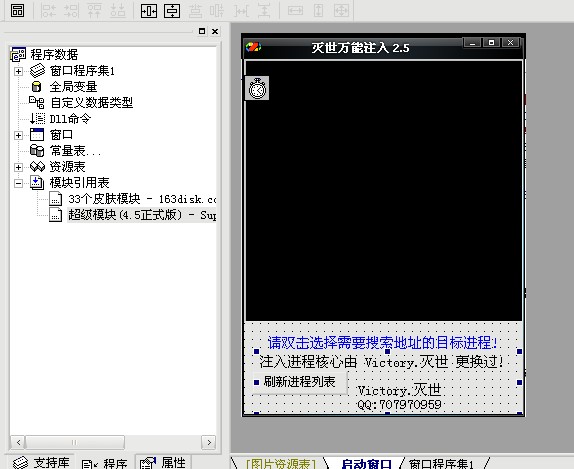 程序数据
窗口程序集1
全局变量
自定义数据类型
Dll命令
窗口
常量表...
资源表
模块引用表
33个皮肤模块 - 163disk.co
超级模块(4.5正式版) - Sup
支持库
程序
属性
灭世万能注入 2.5
请双击选择需要搜索地址的目标进程!
注入进程核心由 Victory.灭世 更换过!
刷新进程列表
Victory.灭世
QQ:707970959
[图片资源表]
启动窗口
窗口程序集1